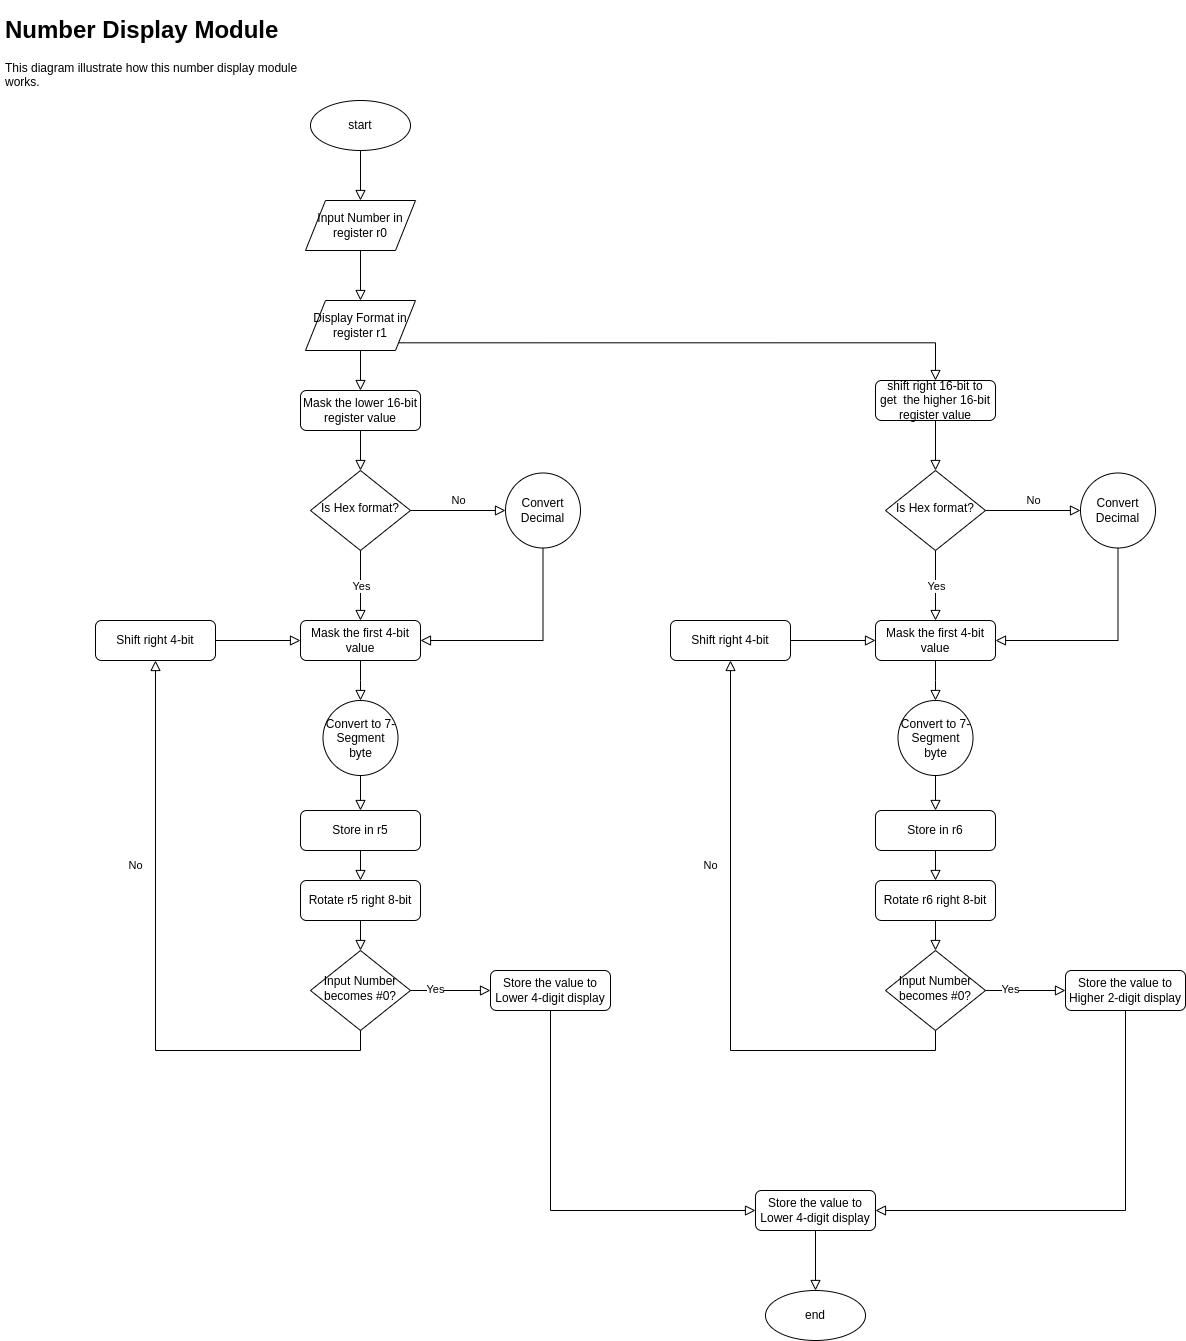 Number Display Module
This diagram illustrate how this number display module
works.
start
Input Number in
register r0
Display Format in
register r1
Mask the lower 16-bit
register value
Is Hex format?
No
Convert
Decimal
Yes
Shift right 4-bit
Mask the first 4-bit
value
Convert to 7-
Segment
byte
Store in r5
No
Rotate r5 right 8-bit
Input Number
becomes #0?
Yes
Store the value to
Lower 4-digit display
shift right 16-bit to
get  the higher 16-bit
register value
Is Hex format?
No
Convert
Decimal
Yes
Shift right 4-bit
Mask the first 4-bit
value
Convert to 7-
Segment
byte
Store in r6
No
Rotate r6 right 8-bit
Input Number
becomes #0?
Yes
Store the value to
Higher 2-digit display
Store the value to
Lower 4-digit display
end